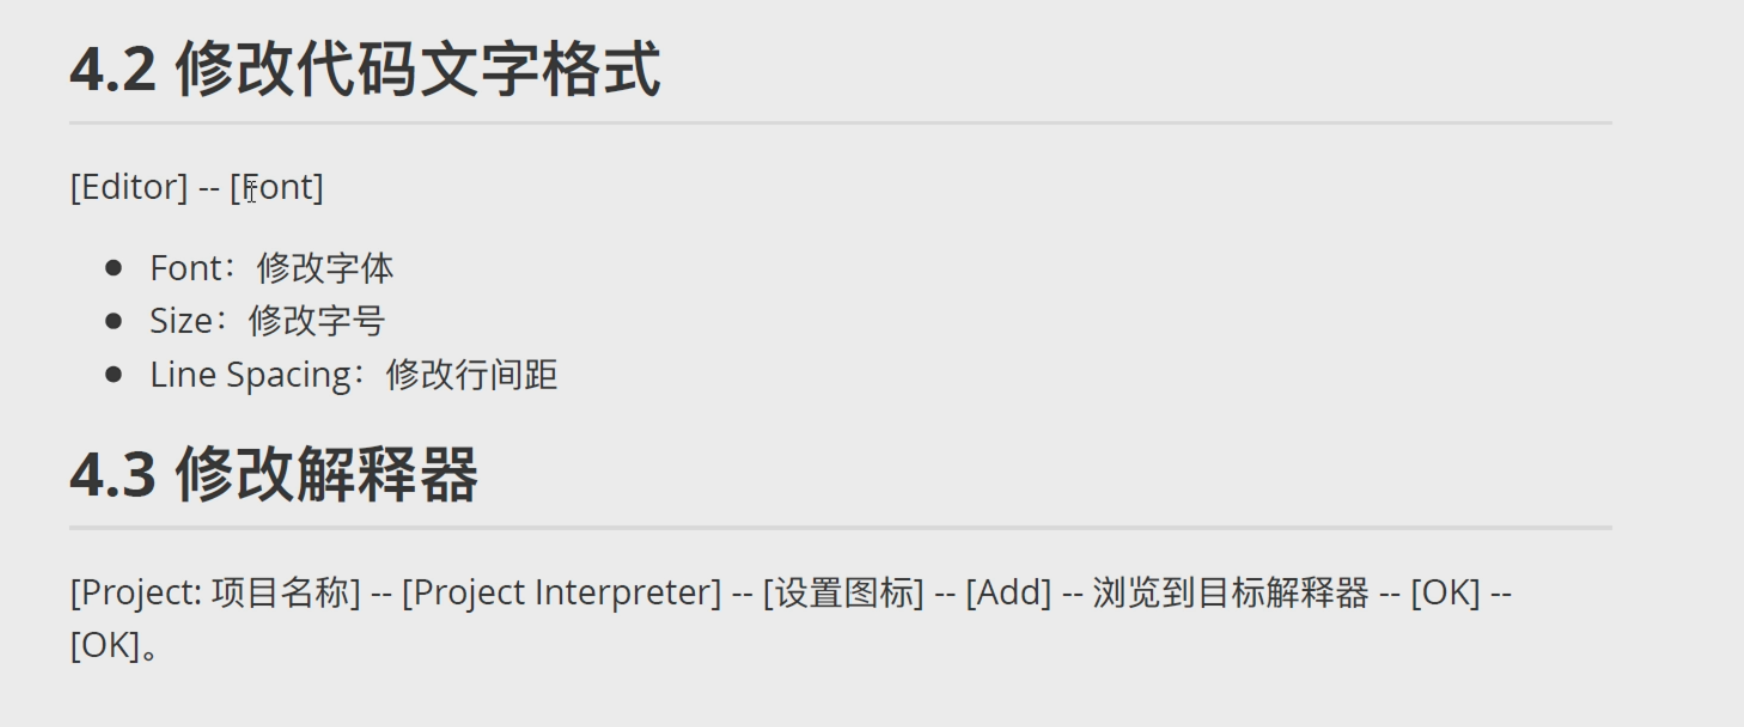 4.2 修改代码文字格式
[Editor] -- [Font]
Font：修改字体
Size：修改字号
Line Spacing：修改行间距
4.3 修改解释器
[Project: 项目名称] -- [Project Interpreter] -- [设置图标] -- [Add] -- 浏览到目标解释器 -- [OK] --
[OK]。